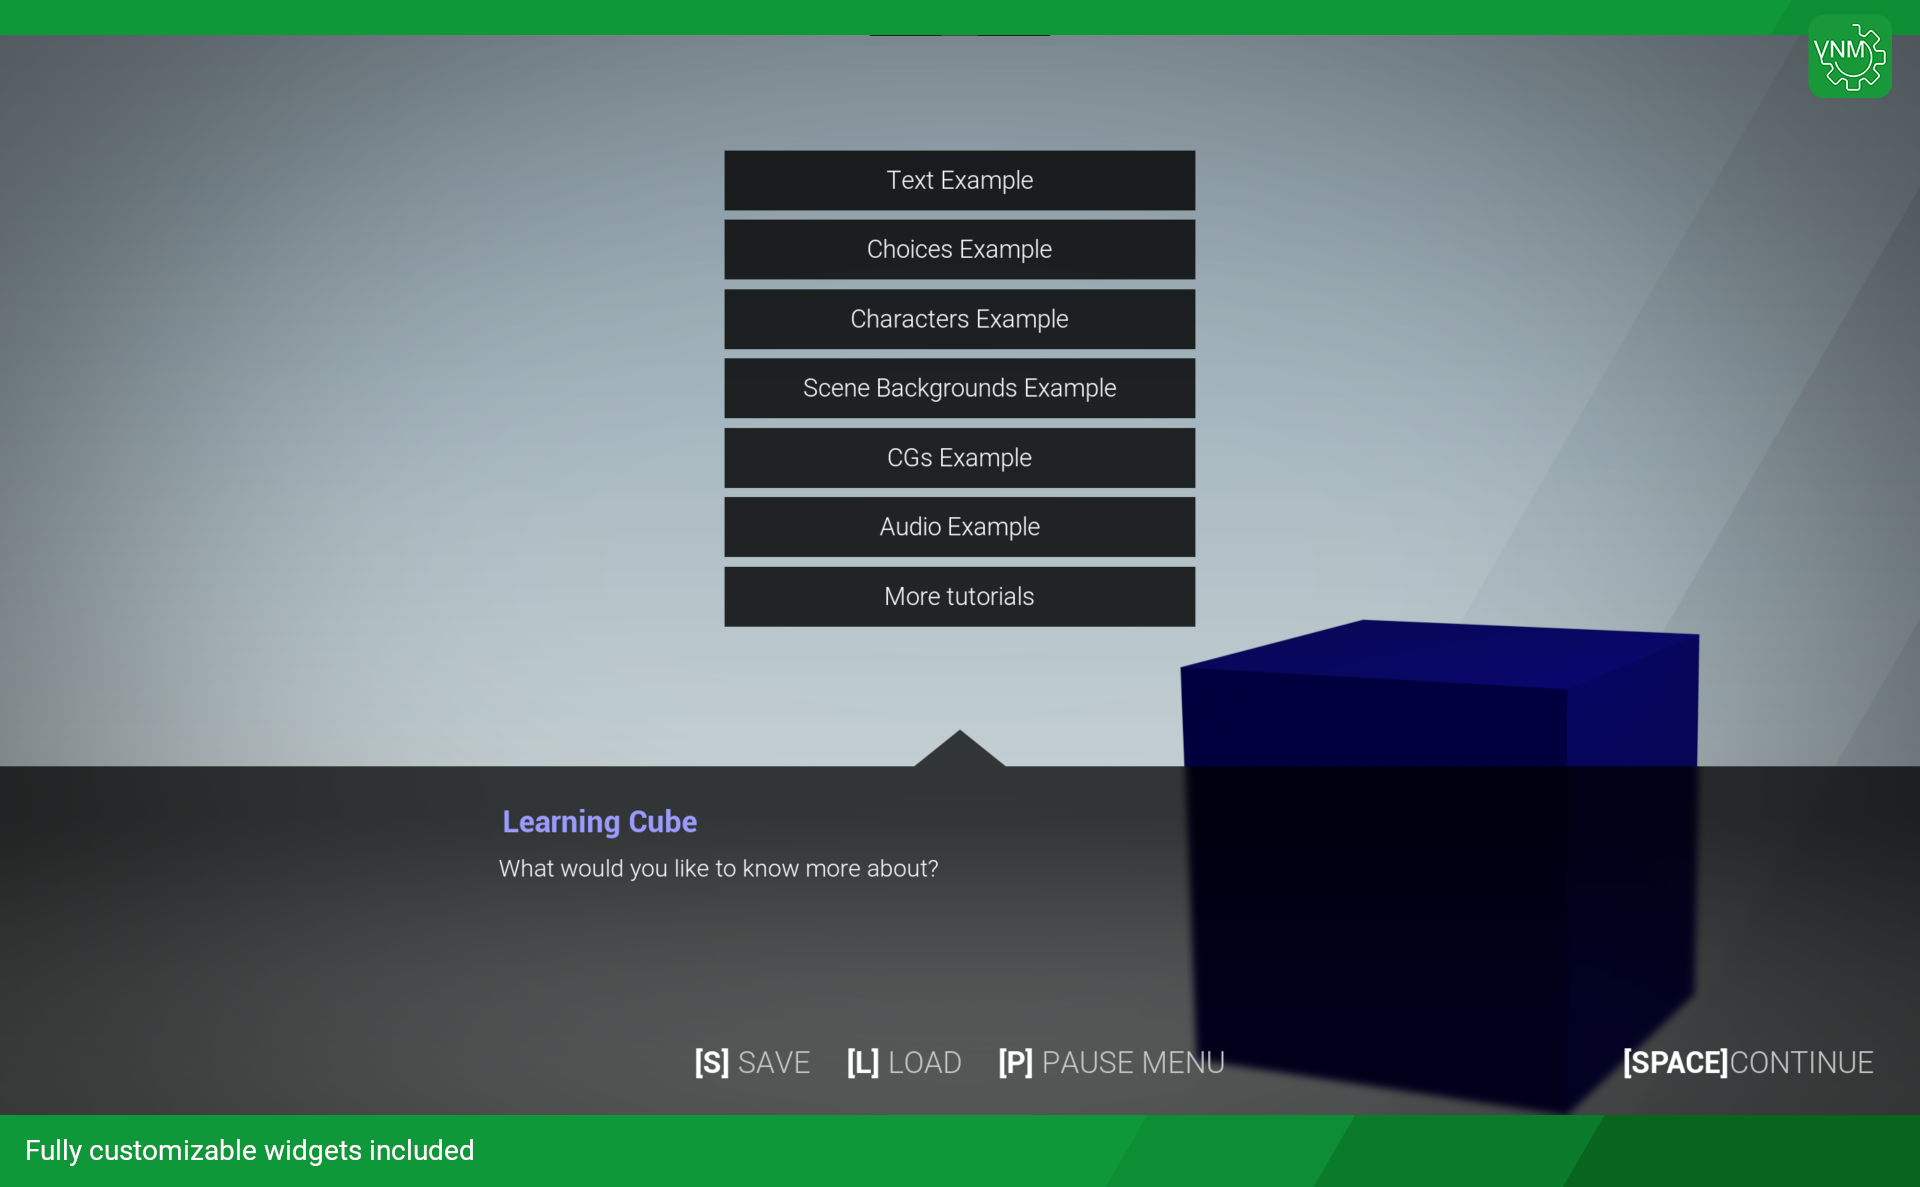 VNM
Text Example
Choices Example
Characters Example
Scene Backgrounds Example
CGs Example
Audio Example
More tutorials
Learning Cube
What would you like to know more about?
[S] SAVE [L] LOAD [P] PAUSE MENU [SPACE]CONTINUE
Fully customizable widgets included